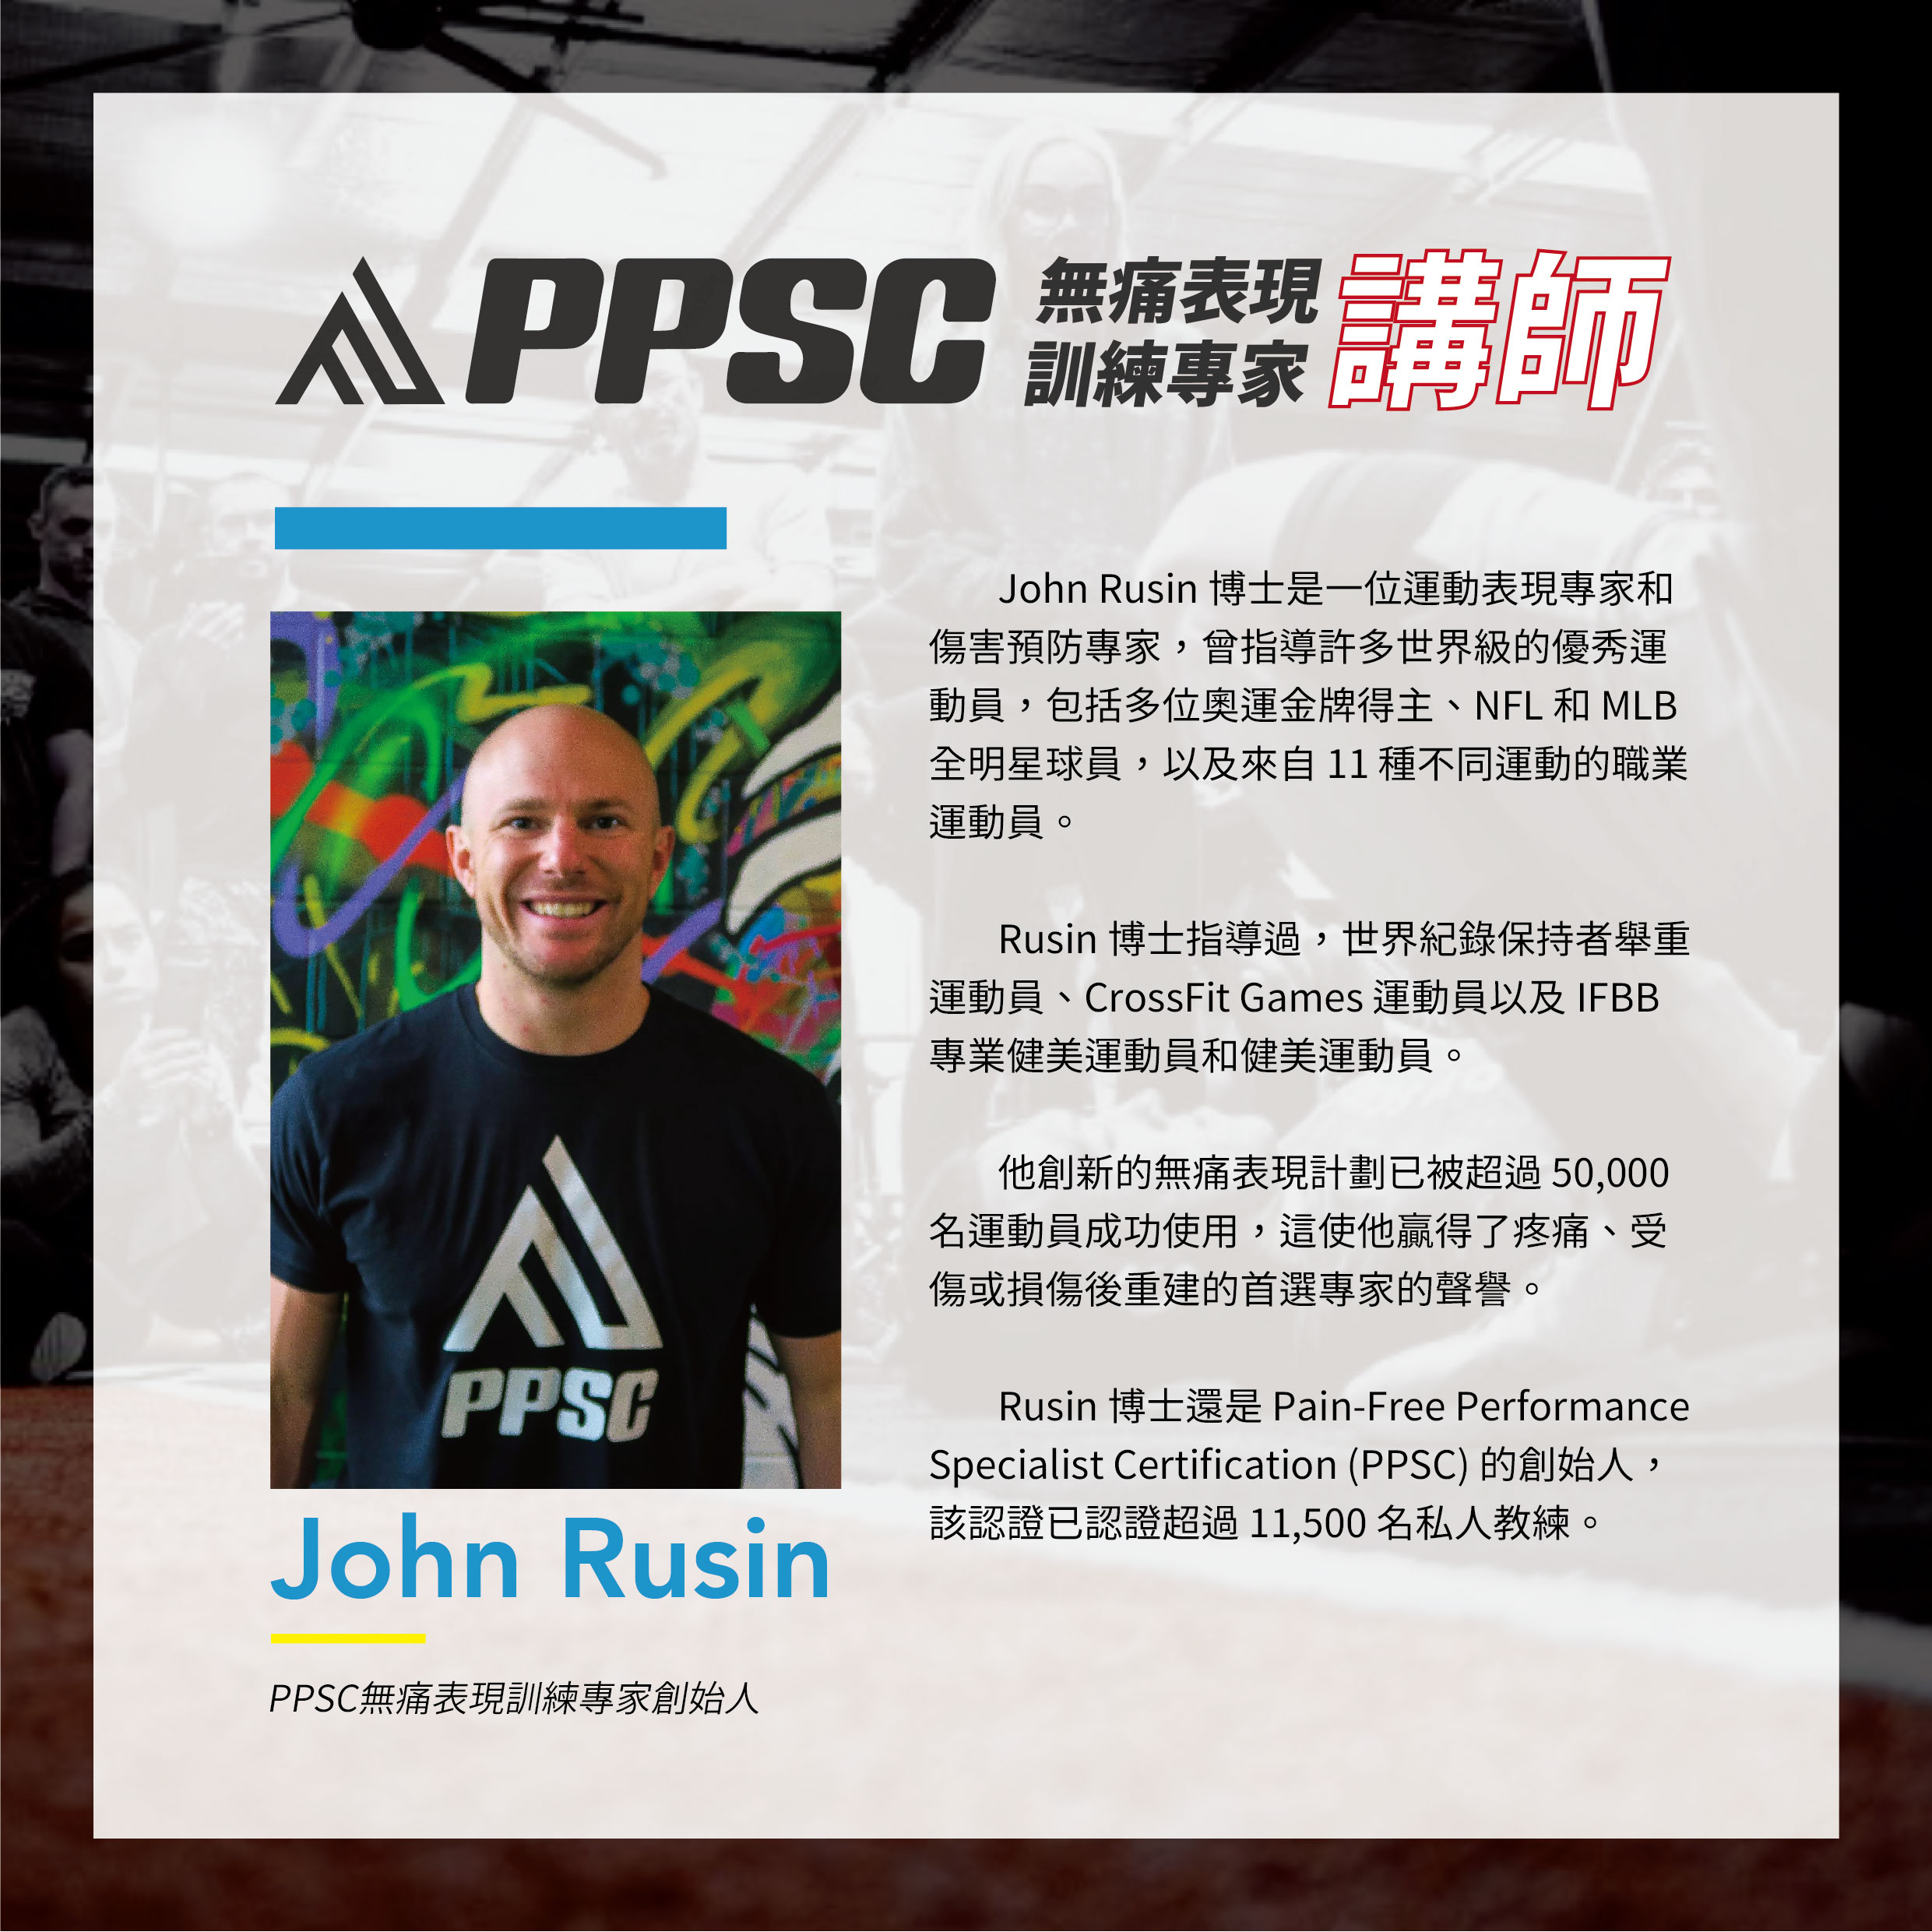 PPSC 無痛表現
訓練專家 講師
John Rusin 博士是一位運動表現專家和
傷害預防專家，曾指導許多世界級的優秀運
動員，包括多位奧運金牌得主、NFL 和 MLB
全明星球員，以及來自 11 種不同運動的職業
運動員。
Rusin 博士指導過，世界紀錄保持者舉重
運動員、CrossFit Games 運動員以及 IFBB
專業健美運動員和健美運動員。
他創新的無痛表現計劃已被超過 50,000
名運動員成功使用，這使他贏得了疼痛、受
傷或損傷後重建的首選專家的聲譽。
Rusin 博士還是 Pain-Free Performance
Specialist Certification (PPSC) 的創始人，
該認證已認證超過 11,500 名私人教練。
PPSC
John Rusin
PPSC無痛表現訓練專家創始人